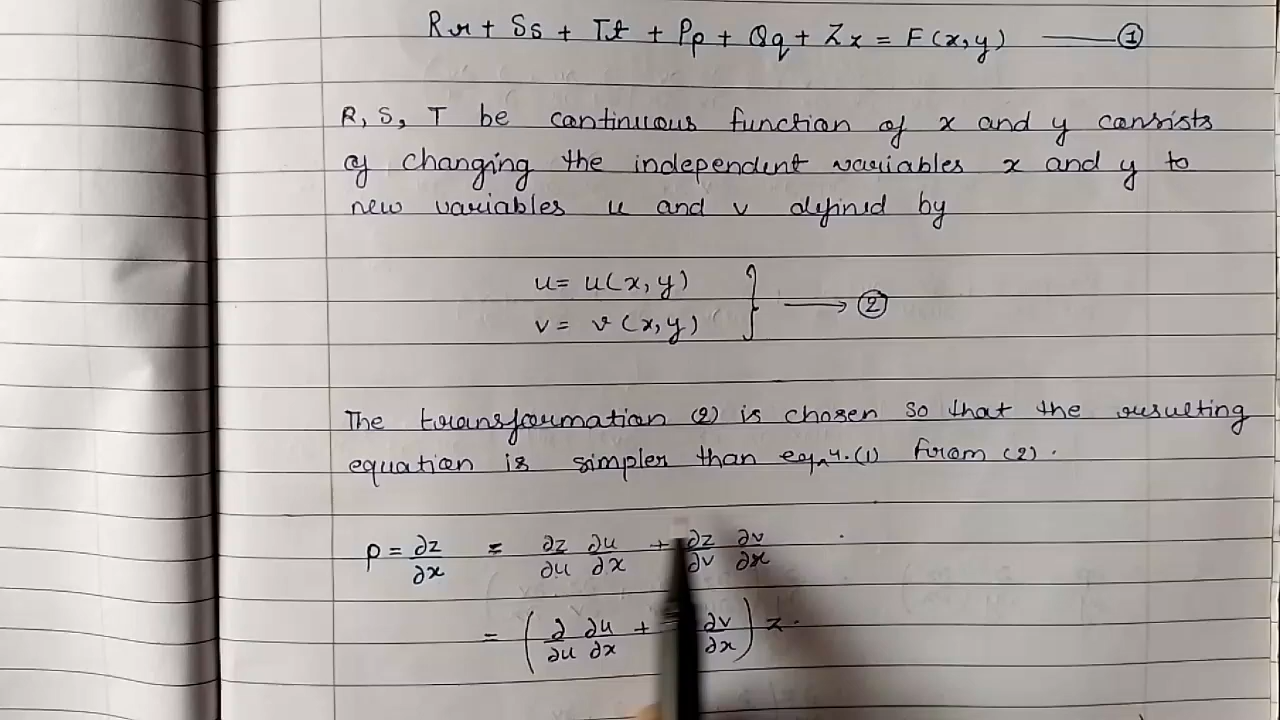 Rr + Ss + Tt + Pp + Qq + Zx = F(x,y) —— ①
R, S, T be continuous function of x and y consists
of changing the independent variables x and y to
new variables u and v defined by
u = u(x,y)
v = v(x,y) } → ②
The transformation (2) is chosen so that the resulting
equation is simpler than eqn4.(1) from (2).
p = ∂z/∂x = ∂z/∂u ∂u/∂x + ∂z/∂v ∂v/∂x
= (∂/∂u ∂u/∂x + ∂v/∂x) z.